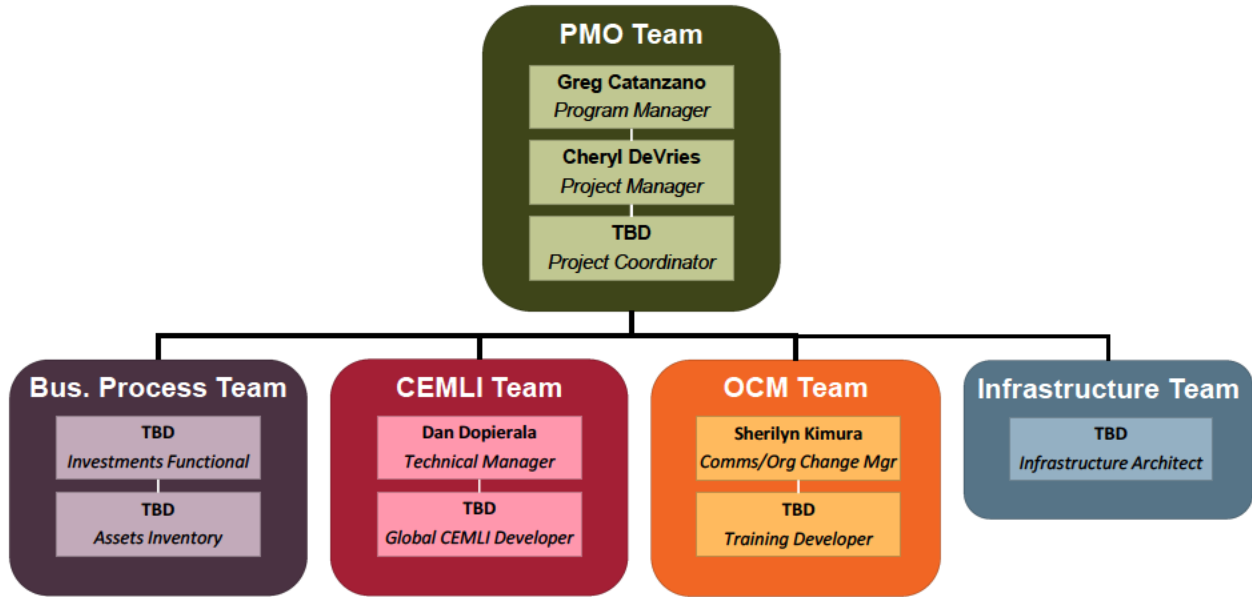 PMO Team
Greg Catanzano
Program Manager
Cheryl DeVries
Project Manager
TBD
Project Coordinator
Bus. Process Team
TBD
Investments Functional
TBD
Assets Inventory
CEMLI Team
Dan Dopierala
Technical Manager
TBD
Global CEMLI Developer
OCM Team
Sherilyn Kimura
Comms/Org Change Mgr
TBD
Training Developer
Infrastructure Team
TBD
Infrastructure Architect